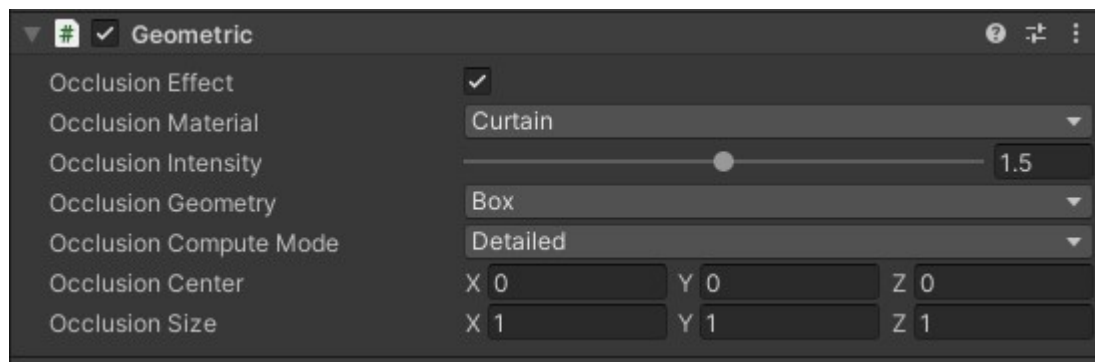 # Geometric ?
Occlusion Effect
Occlusion Material Curtain
Occlusion Intensity 1.5
Occlusion Geometry Box
Occlusion Compute Mode Detailed
Occlusion Center X 0 Y 0 Z 0
Occlusion Size X 1 Y 1 Z 1